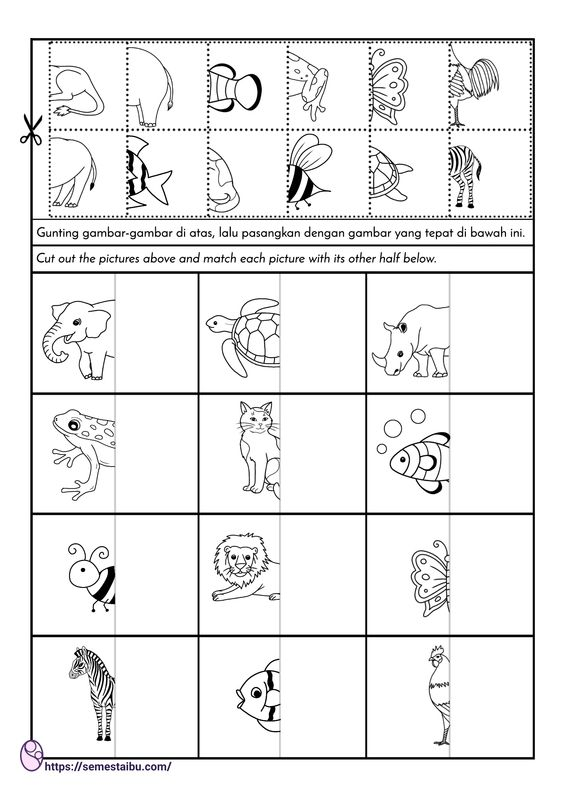 Gunting gambar-gambar di atas, lalu pasangkan dengan gambar yang tepat di bawah ini.
Cut out the pictures above and match each picture with its other half below.
https://semestaibu.com/